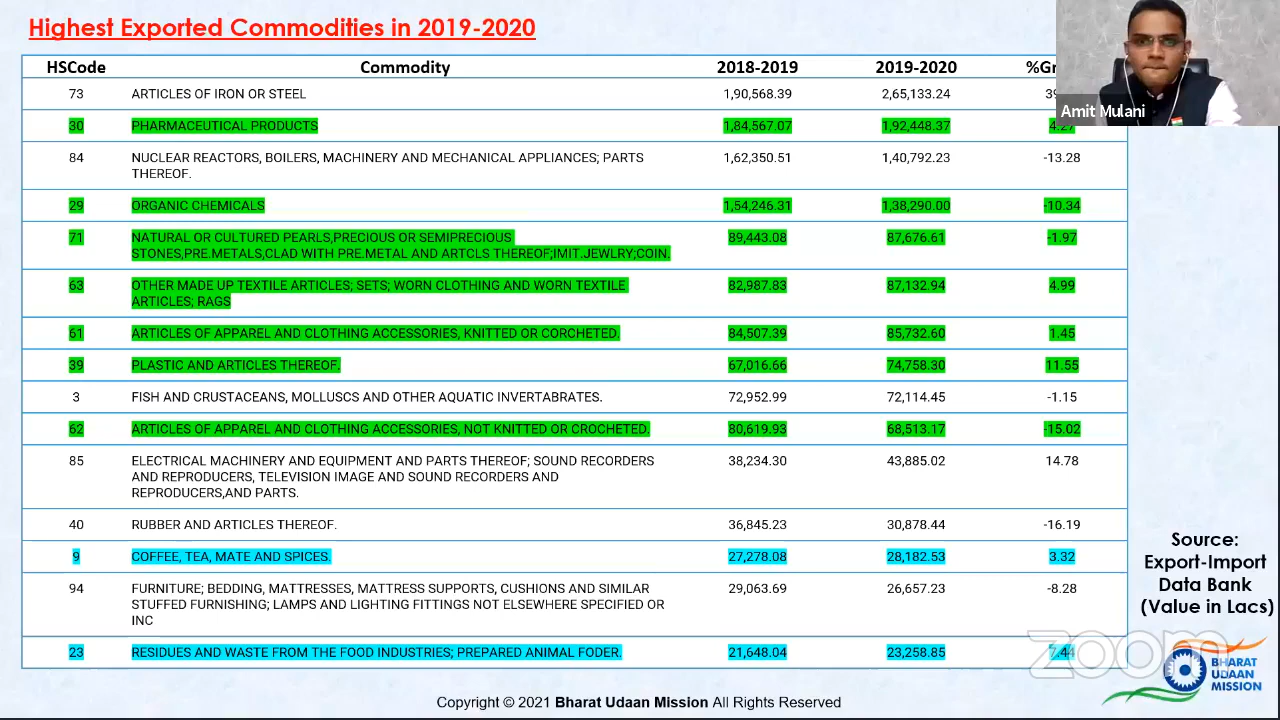 Highest Exported Commodities in 2019-2020
HSCode Commodity 2018-2019 2019-2020
73 ARTICLES OF IRON OR STEEL 1,90,568.39 2,65,133.24
30 PHARMACEUTICAL PRODUCTS 1,84,567.07 1,92,448.37 4.27
84 NUCLEAR REACTORS, BOILERS, MACHINERY AND MECHANICAL APPLIANCES; PARTS 1,62,350.51 1,40,792.23 -13.28
THEREOF.
29 ORGANIC CHEMICALS 1,54,246.31 1,38,290.00 -10.34
71 NATURAL OR CULTURED PEARLS,PRECIOUS OR SEMIPRECIOUS 89,443.08 87,676.61 -1.97
STONES,PRE.METALS,CLAD WITH PRE.METAL AND ARTCLS THEREOF;IMIT.JEWLRY;COIN.
63 OTHER MADE UP TEXTILE ARTICLES; SETS; WORN CLOTHING AND WORN TEXTILE 82,987.83 87,132.94 4.99
ARTICLES; RAGS
61 ARTICLES OF APPAREL AND CLOTHING ACCESSORIES, KNITTED OR CORCHETED. 84,507.39 85,732.60 1.45
39 PLASTIC AND ARTICLES THEREOF. 67,016.66 74,758.30 11.55
3 FISH AND CRUSTACEANS, MOLLUSCS AND OTHER AQUATIC INVERTABRATES. 72,952.99 72,114.45 -1.15
62 ARTICLES OF APPAREL AND CLOTHING ACCESSORIES, NOT KNITTED OR CROCHETED. 80,619.93 68,513.17 -15.02
85 ELECTRICAL MACHINERY AND EQUIPMENT AND PARTS THEREOF; SOUND RECORDERS 38,234.30 43,885.02 14.78
AND REPRODUCERS, TELEVISION IMAGE AND SOUND RECORDERS AND
REPRODUCERS,AND PARTS.
40 RUBBER AND ARTICLES THEREOF. 36,845.23 30,878.44 -16.19
9 COFFEE, TEA, MATE AND SPICES. 27,278.08 28,182.53 3.32
94 FURNITURE; BEDDING, MATTRESSES, MATTRESS SUPPORTS, CUSHIONS AND SIMILAR 29,063.69 26,657.23 -8.28
STUFFED FURNISHING; LAMPS AND LIGHTING FITTINGS NOT ELSEWHERE SPECIFIED OR
INC
23 RESIDUES AND WASTE FROM THE FOOD INDUSTRIES; PREPARED ANIMAL FODER. 21,648.04 23,258.85 7.44
Amit Mulani
Source:
Export-Import
Data Bank
(Value in Lacs)
zoom
BHARAT
UDAAN
MISSION
Copyright © 2021 Bharat Udaan Mission All Rights Reserved